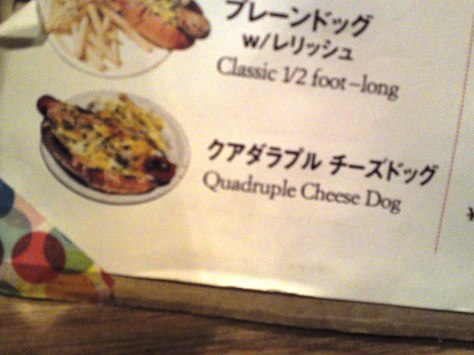 プレーンドッグ
w/レリッシュ
Classic 1/2 foot-long
クアダラプル チーズドッグ
Quadruple Cheese Dog
¥